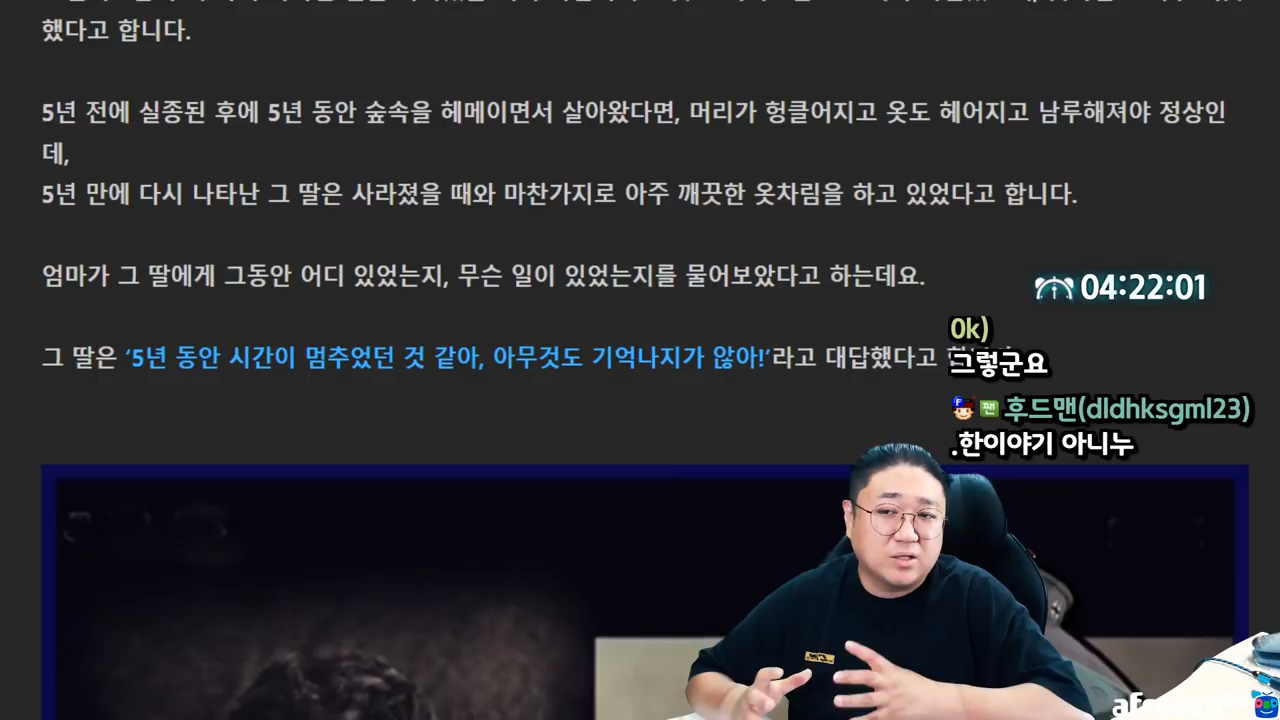 했다고 합니다.
5년 전에 실종된 후에 5년 동안 숲속을 헤메이면서 살아왔다면, 머리가 헝클어지고 옷도 헤어지고 남루해져야 정상인
데,
5년 만에 다시 나타난 그 딸은 사라졌을 때와 마찬가지로 아주 깨끗한 옷차림을 하고 있었다고 합니다.
엄마가 그 딸에게 그동안 어디 있었는지, 무슨 일이 있었는지를 물어보았다고 하는데요.
04:22:01
0k)
그 딸은 '5년 동안 시간이 멈추었던 것 같아, 아무것도 기억나지가 않아!'라고 대답했다고
그렇군요
F 팬 후드맨(dldhksgml23)
.한이야기 아니누